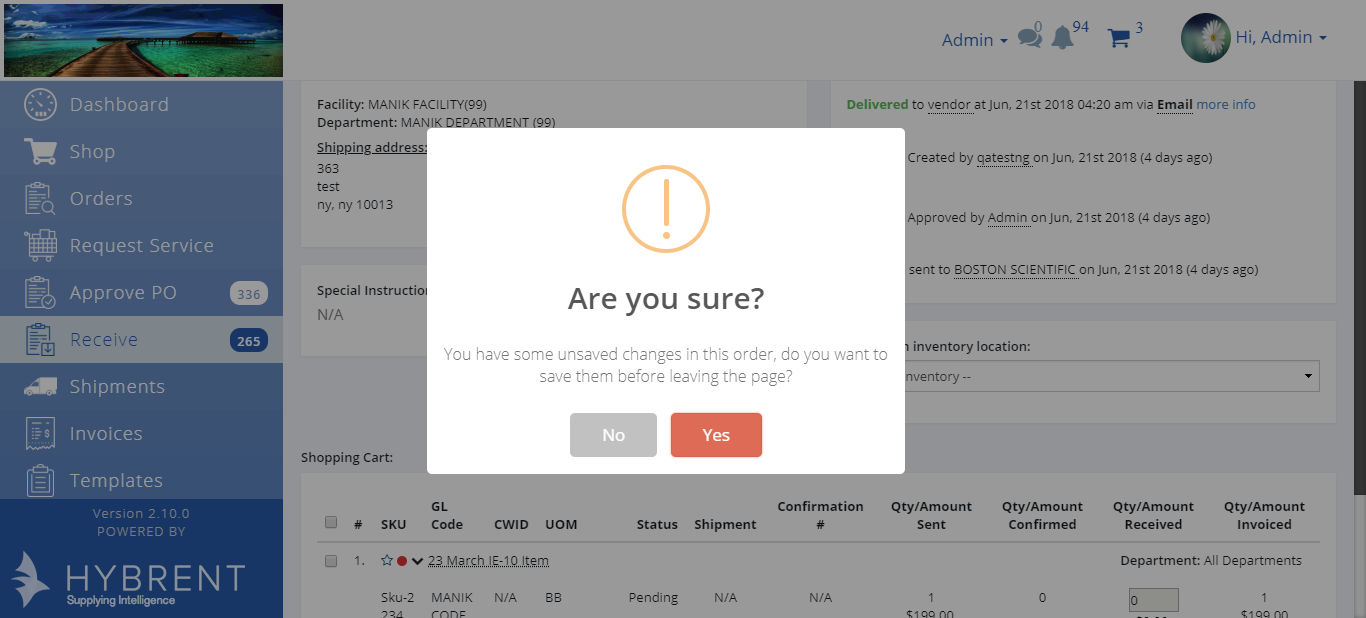 Admin
0
94
3
Hi, Admin
Dashboard
Shop
Orders
Request Service
Approve PO 336
Receive 265
Shipments
Invoices
Templates
Version 2.10.0
POWERED BY
HYBRENT
Supplying Intelligence
Facility: MANIK FACILITY(99)
Department: MANIK DEPARTMENT (99)
Shipping address:
363
test
ny, ny 10013
Delivered to vendor at Jun, 21st 2018 04:20 am via Email more info
Created by qatestng on Jun, 21st 2018 (4 days ago)
Approved by Admin on Jun, 21st 2018 (4 days ago)
sent to BOSTON SCIENTIFIC on Jun, 21st 2018 (4 days ago)
Special Instruction
N/A
inventory location:
nventory --
Are you sure?
You have some unsaved changes in this order, do you want to
save them before leaving the page?
No
Yes
Shopping Cart:
# SKU GL Code CWID UOM Status Shipment Confirmation # Qty/Amount Sent Qty/Amount Confirmed Qty/Amount Received Qty/Amount Invoiced
1. 23 March IE-10 Item Department: All Departments
Sku-2 MANIK N/A BB Pending N/A N/A 1 0 0 1
234 CODE $199.00 $199.00